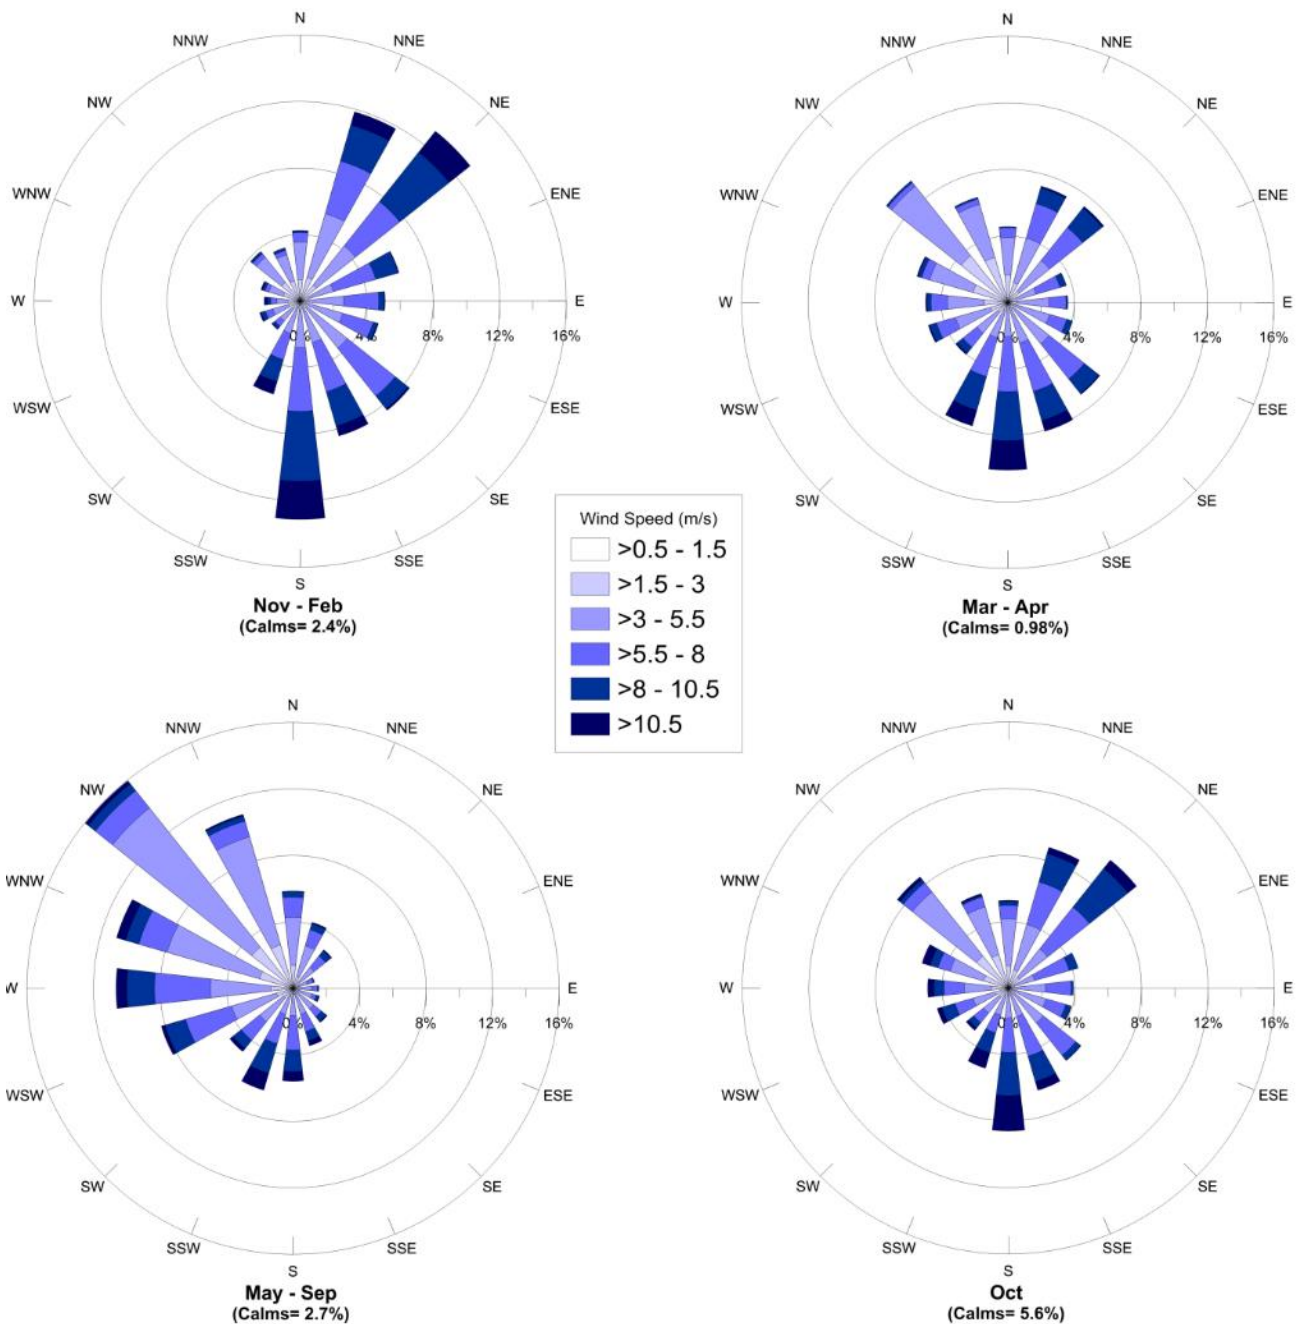 N
NNW
NNE
NW
NE
WNW
ENE
W
E
0%
4%
8%
12%
16%
WSW
ESE
SW
SE
SSW
SSE
S
Nov - Feb
(Calms= 2.4%)
N
NNW
NNE
NW
NE
WNW
ENE
W
E
0%
4%
8%
12%
16%
WSW
ESE
SW
SE
SSW
SSE
S
Mar - Apr
(Calms= 0.98%)
Wind Speed (m/s)
>0.5 - 1.5
>1.5 - 3
>3 - 5.5
>5.5 - 8
>8 - 10.5
>10.5
N
NNW
NNE
NW
NE
WNW
ENE
W
E
0%
4%
8%
12%
16%
WSW
ESE
SW
SE
SSW
SSE
S
May - Sep
(Calms= 2.7%)
N
NNW
NNE
NW
NE
WNW
ENE
W
E
0%
4%
8%
12%
16%
WSW
ESE
SW
SE
SSW
SSE
S
Oct
(Calms= 5.6%)